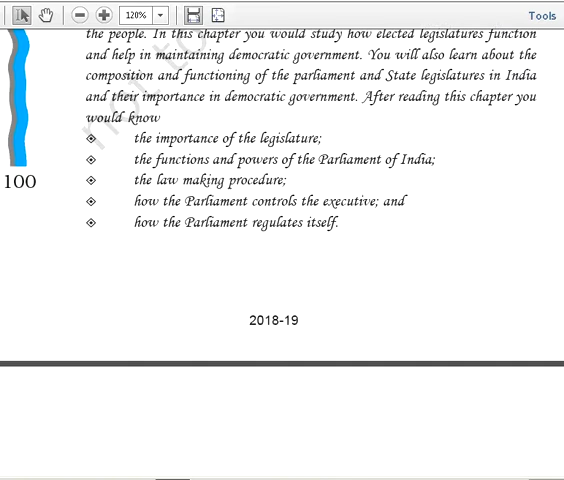 120%
Tools
the people. In this chapter you would study how elected legislatures function
and help in maintaining democratic government. You will also learn about the
composition and functioning of the parliament and State legislatures in India
and their importance in democratic government. After reading this chapter you
would know
the importance of the legislature;
the functions and powers of the Parliament of India;
the law making procedure;
100
how the Parliament controls the executive; and
how the Parliament regulates itself.
2018-19